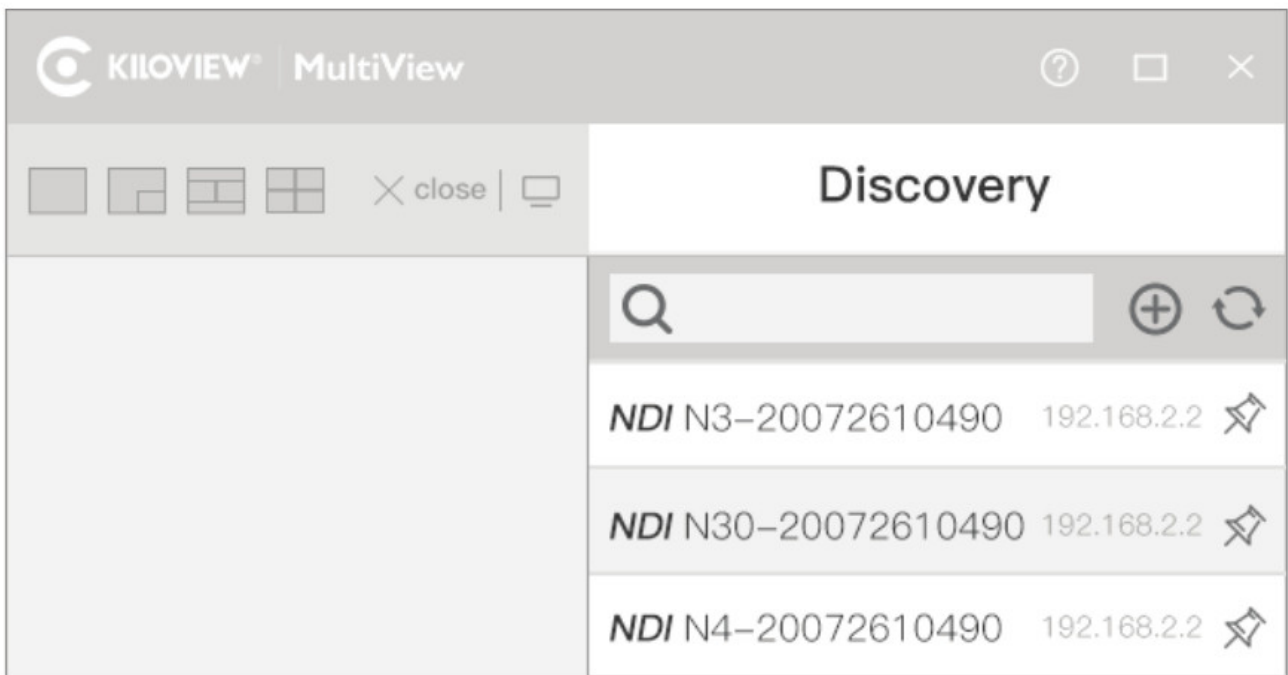 KILOVIEW® MultiView
close
Discovery
NDI N3-20072610490 192.168.2.2
NDI N30-20072610490 192.168.2.2
NDI N4-20072610490 192.168.2.2